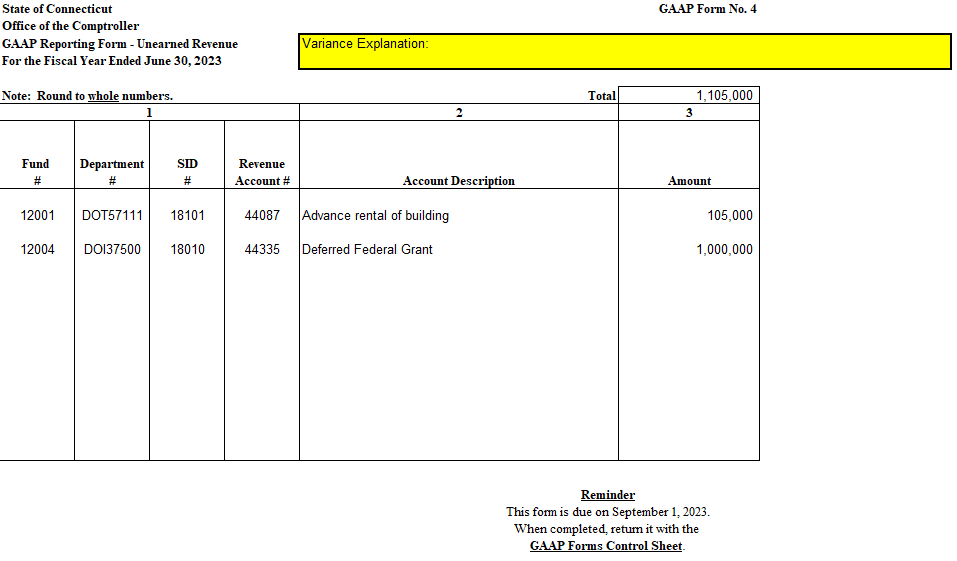 State of Connecticut
GAAP Form No. 4
Office of the Comptroller
GAAP Reporting Form - Unearned Revenue
For the Fiscal Year Ended June 30, 2023
Variance Explanation:
Note:  Round to whole numbers.
Total
1,105,000
1
2
3
Fund
#
Department
#
SID
#
Revenue
Account #
Account Description
Amount
12001 DOT57111 18101 44087 Advance rental of building 105,000
12004 DOI37500 18010 44335 Deferred Federal Grant 1,000,000
Reminder
This form is due on September 1, 2023.
When completed, return it with the
GAAP Forms Control Sheet.